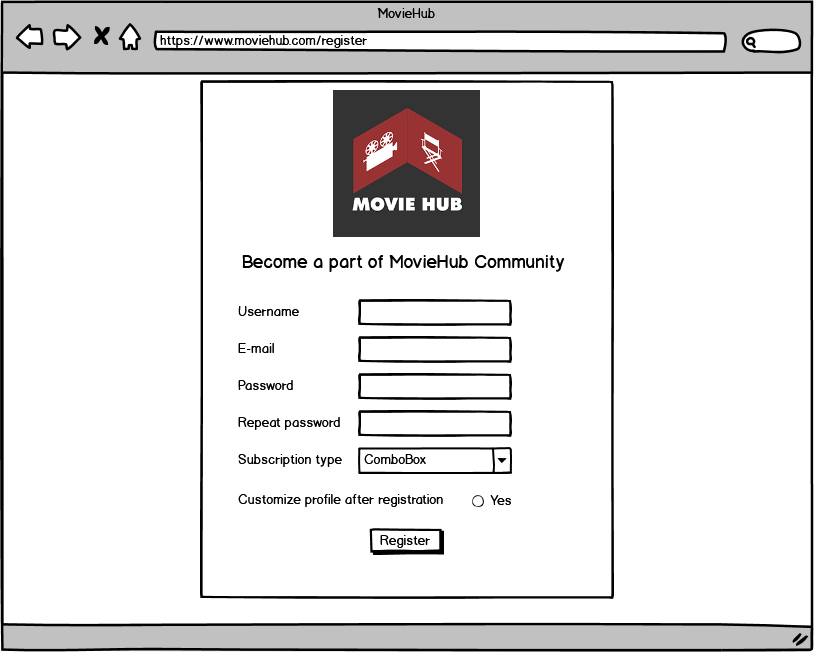 MovieHub
https://www.moviehub.com/register
MOVIE HUB
Become a part of MovieHub Community
Username
E-mail
Password
Repeat password
Subscription type ComboBox
Customize profile after registration Yes
Register